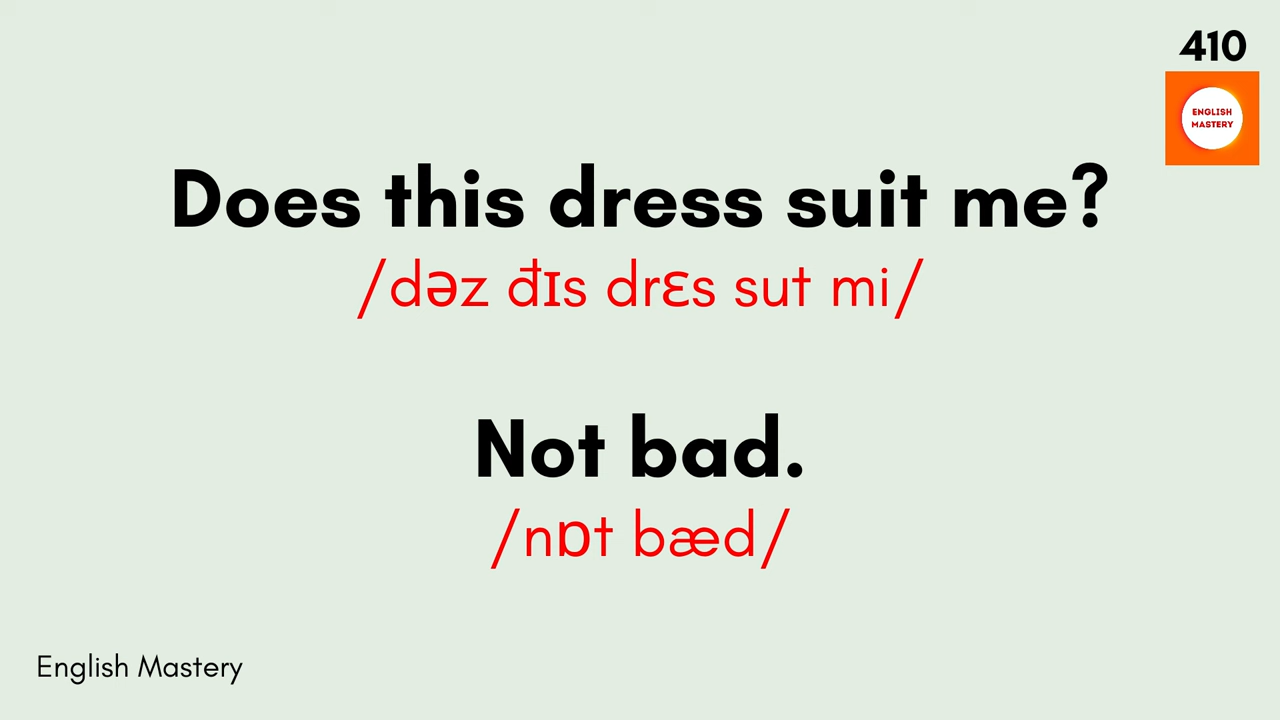 410
ENGLISH
MASTERY
Does this dress suit me?
/dəz đɪs drɛs sut mi/
Not bad.
/nɒt bæd/
English Mastery